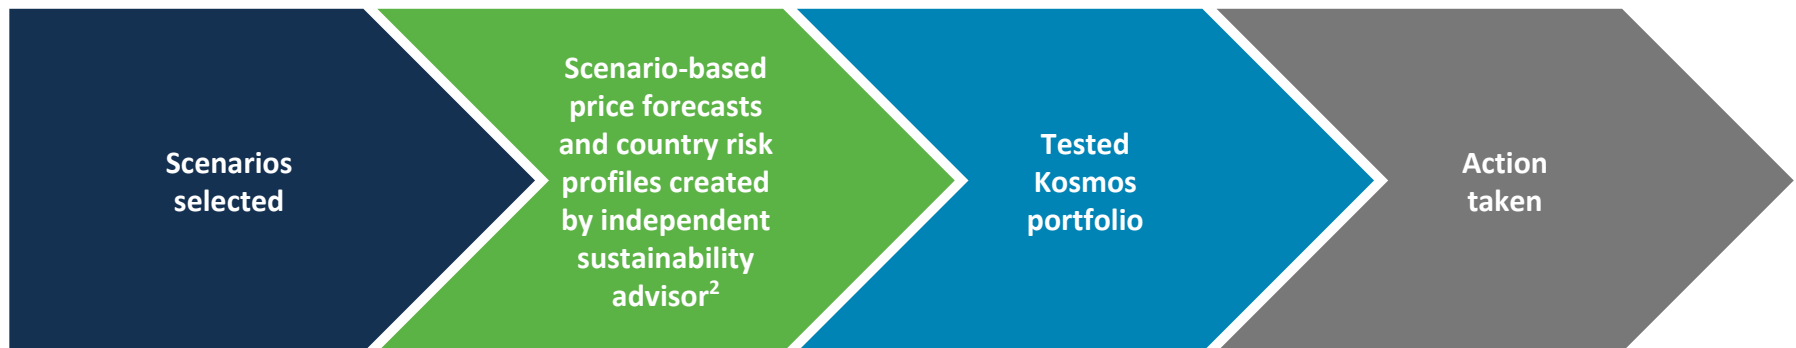 Scenarios
selected
Scenario-based
price forecasts
and country risk
profiles created
by independent
sustainability
advisor²
Tested
Kosmos
portfolio
Action
taken